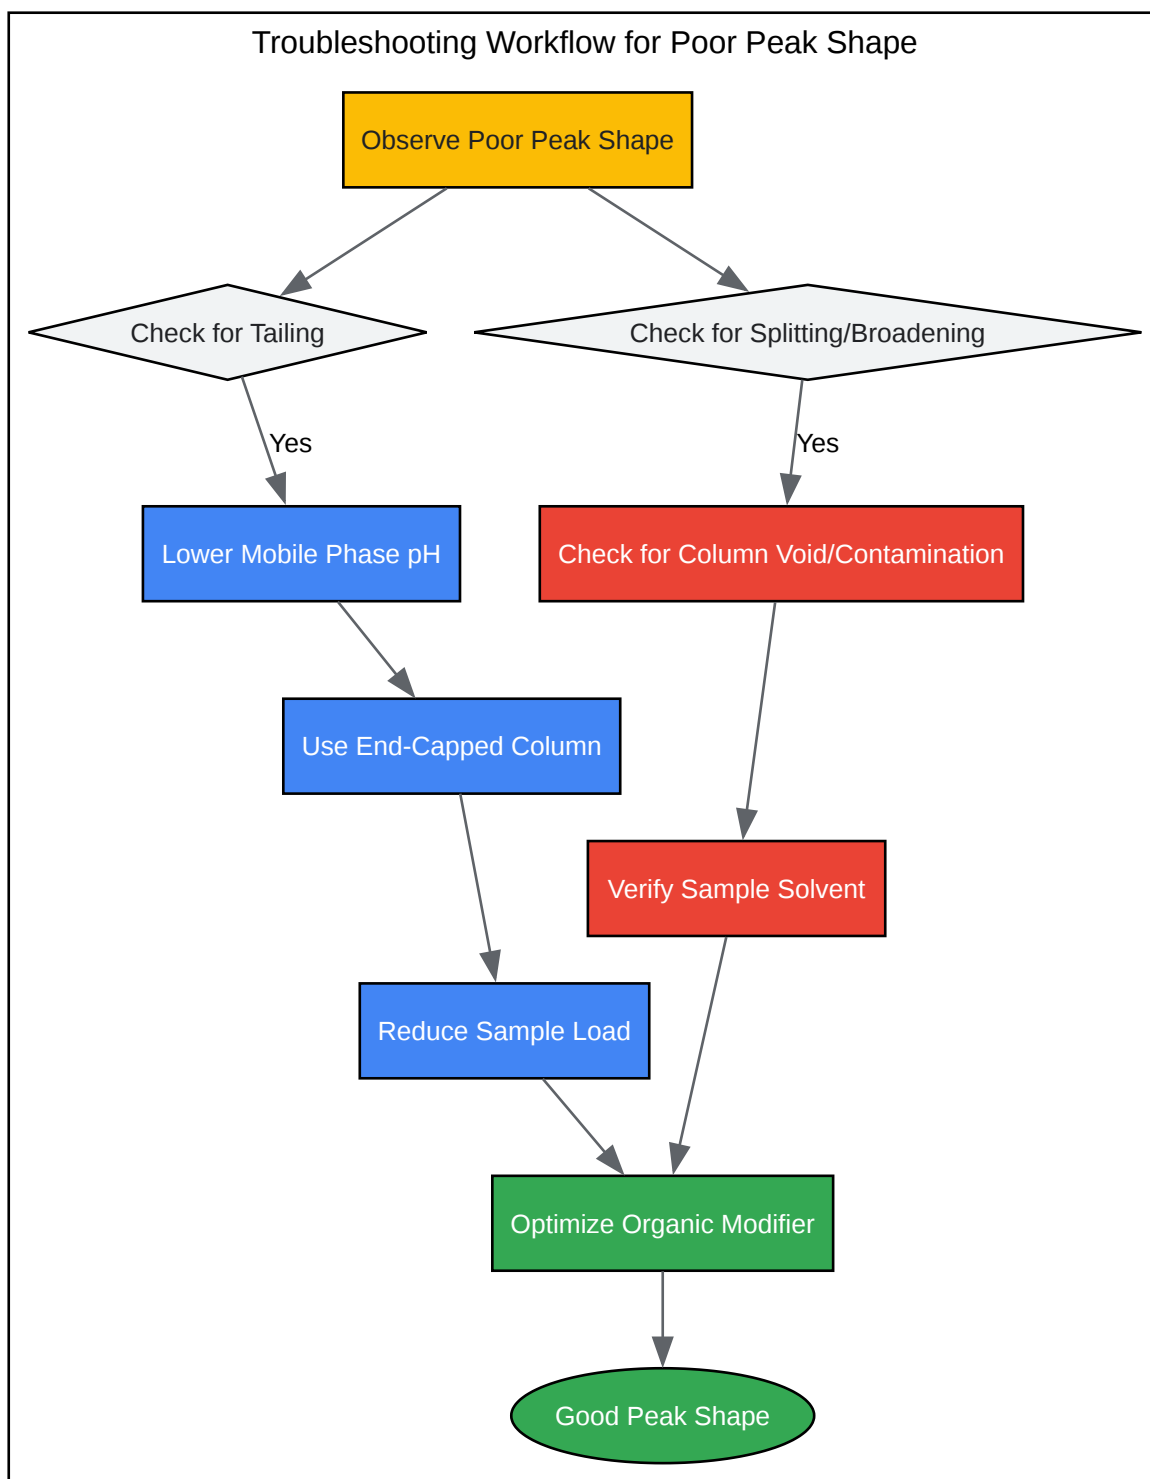 Troubleshooting Workflow for Poor Peak Shape
Observe Poor Peak Shape
Check for Tailing
Check for Splitting/Broadening
Yes
Yes
Lower Mobile Phase pH
Check for Column Void/Contamination
Use End-Capped Column
Verify Sample Solvent
Reduce Sample Load
Optimize Organic Modifier
Good Peak Shape